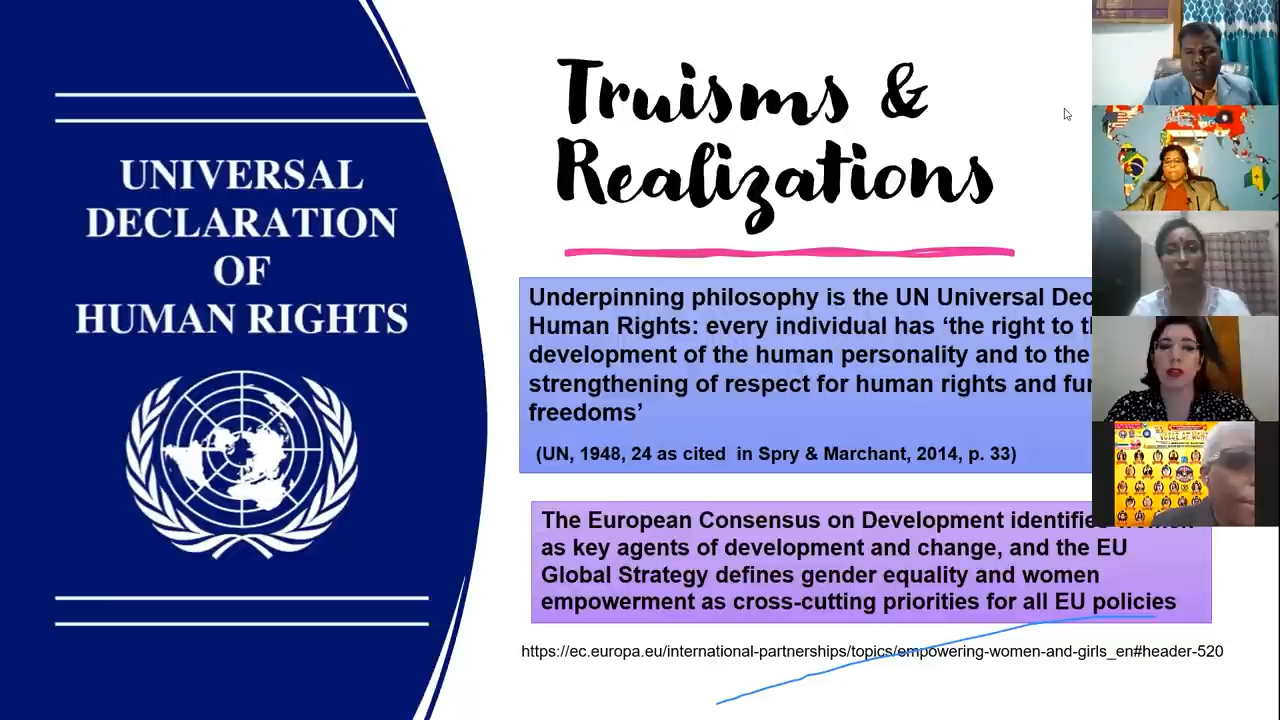 UNIVERSAL
DECLARATION
OF
HUMAN RIGHTS
Truisms &
Realizations
Underpinning philosophy is the UN Universal
Human Rights: every individual has ‘the right to
development of the human personality and to the
strengthening of respect for human rights and
freedoms’
(UN, 1948, 24 as cited in Spry & Marchant, 2014, p. 33)
The European Consensus on Development identifies women
as key agents of development and change, and the EU
Global Strategy defines gender equality and women
empowerment as cross-cutting priorities for all EU policies
https://ec.europa.eu/international-partnerships/topics/empowering-women-and-girls_en#header-520
VOICE OF